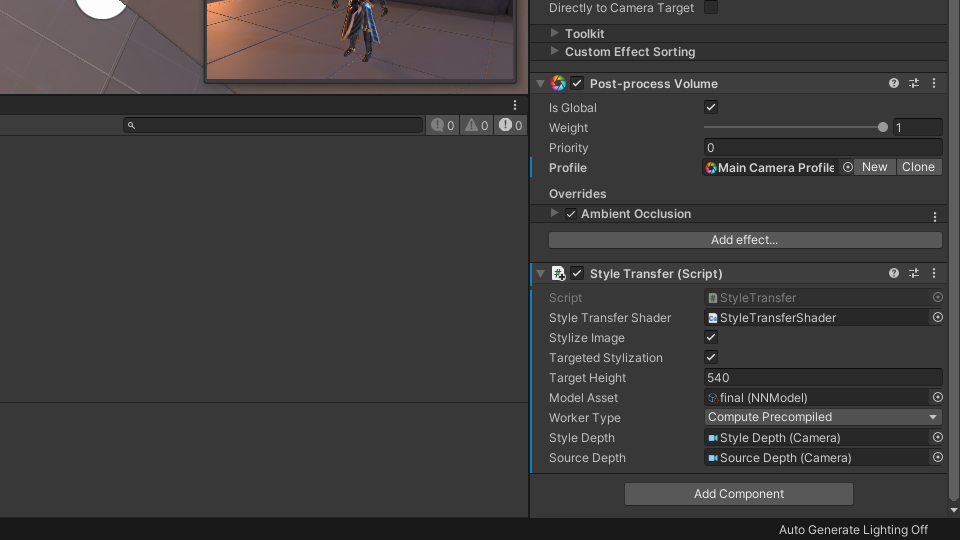 Directly to Camera Target
Toolkit
Custom Effect Sorting
Post-process Volume
Is Global
Weight 1
Priority 0
Profile Main Camera Profile New Clone
Overrides
Ambient Occlusion
Add effect...
0 0 0
Style Transfer (Script)
Script StyleTransfer
Style Transfer Shader StyleTransferShader
Stylize Image
Targeted Stylization
Target Height 540
Model Asset final (NNModel)
Worker Type Compute Precompiled
Style Depth Style Depth (Camera)
Source Depth Source Depth (Camera)
Add Component
Auto Generate Lighting Off